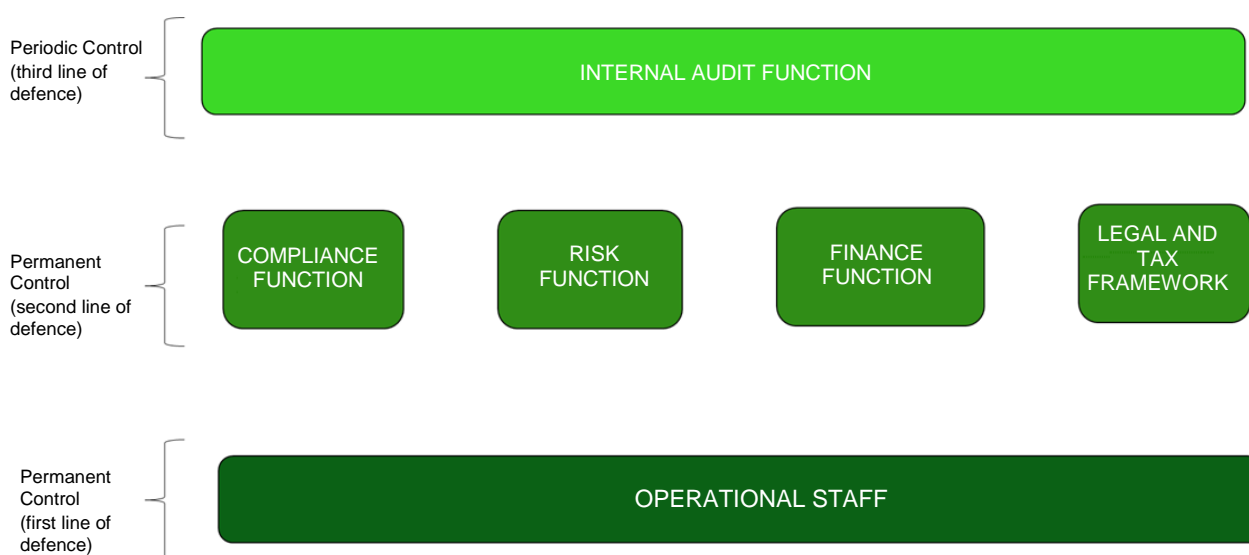 Periodic Control
(third line of
defence)
INTERNAL AUDIT FUNCTION
Permanent
Control
(second line of
defence)
COMPLIANCE
FUNCTION
RISK
FUNCTION
FINANCE
FUNCTION
LEGAL AND
TAX
FRAMEWORK
Permanent
Control
(first line of
defence)
OPERATIONAL STAFF